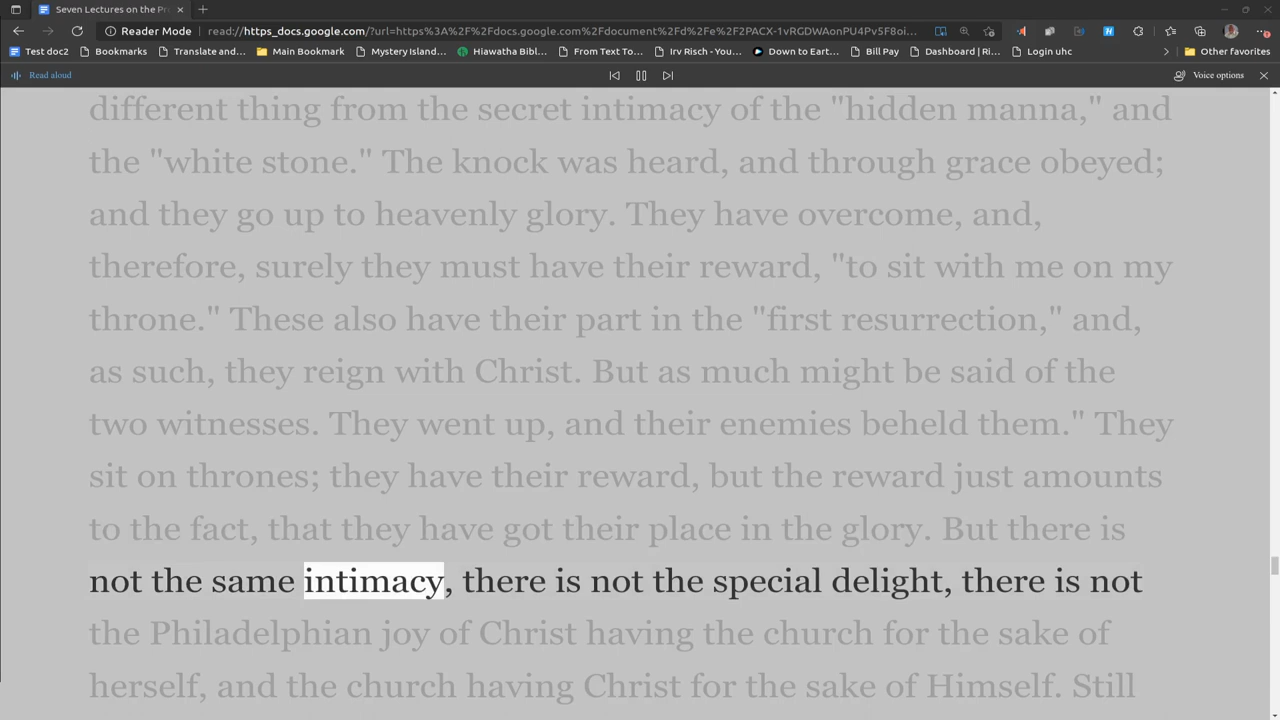 Seven Lectures on the Pr
Reader Mode
read://https_docs.google.com/?url=https%3A%2F%2Fdocs.google.com%2Fdocument%2Fd%2Fe%2F2PACX-1vRGDWAonPU4Pv5F8oi...
Test doc2 Bookmarks Translate and... Main Bookmark Mystery Island... Hiawatha Bibl... From Text To... Irv Risch - You... Down to Eart... Bill Pay Dashboard | Ri... Login uhc Other favorites
Read aloud Voice options
different thing from the secret intimacy of the "hidden manna," and
the "white stone." The knock was heard, and through grace obeyed;
and they go up to heavenly glory. They have overcome, and,
therefore, surely they must have their reward, "to sit with me on my
throne." These also have their part in the "first resurrection," and,
as such, they reign with Christ. But as much might be said of the
two witnesses. They went up, and their enemies beheld them." They
sit on thrones; they have their reward, but the reward just amounts
to the fact, that they have got their place in the glory. But there is
not the same intimacy, there is not the special delight, there is not
the Philadelphian joy of Christ having the church for the sake of
herself, and the church having Christ for the sake of Himself. Still